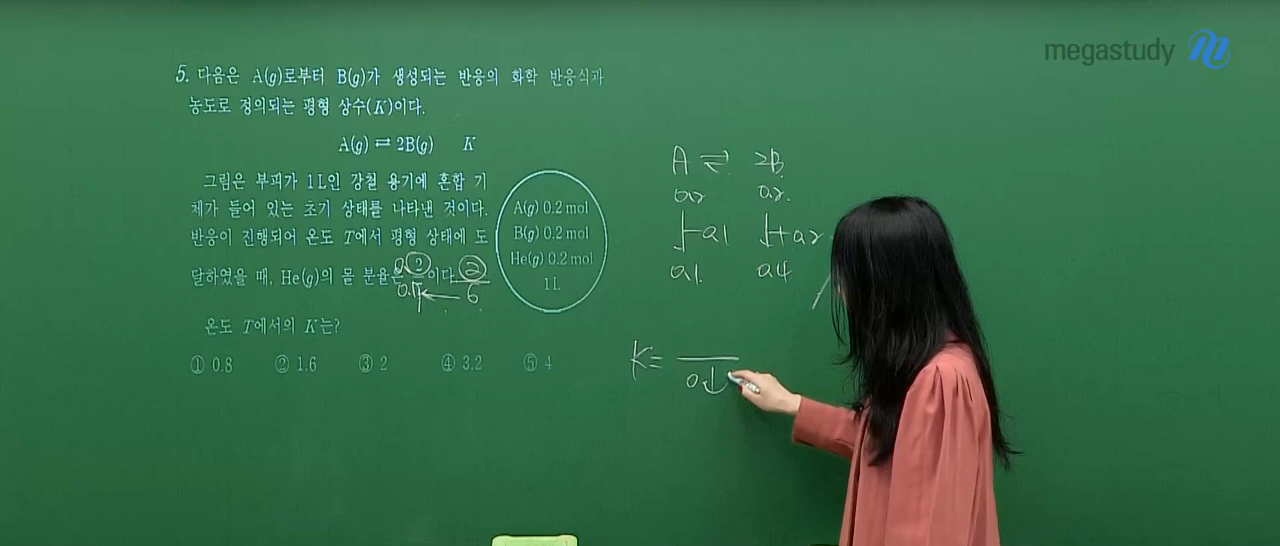 megastudy
5. 다음은 A(g)로부터 B(g)가 생성되는 반응의 화학 반응식과
농도로 정의되는 평형 상수(K)이다.
A(g) ⇌ 2B(g) K
그림은 부피가 1L인 강철 용기에 혼합 기
체가 들어 있는 초기 상태를 나타낸 것이다.
반응이 진행되어 온도 T에서 평형 상태에 도
달하였을 때, He(g)의 몰 분율은 2/7이다.
온도 T에서의 K는?
① 0.8 ② 1.6 ③ 2 ④ 3.2 ⑤ 4
A(g) 0.2 mol
B(g) 0.2 mol
He(g) 0.2 mol
1 L
2
6
A ⇌ 2B
0.2 0.2
-0.1 +0.2
0.1 0.4
K=
0.1